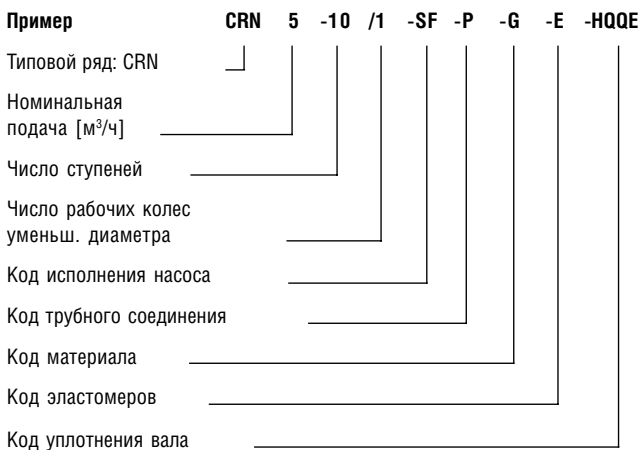 Пример CRN 5 -10 /1 -SF -P -G -E -HQQE
Типовой ряд: CRN
Номинальная
подача [м³/ч]
Число ступеней
Число рабочих колес
уменьш. диаметра
Код исполнения насоса
Код трубного соединения
Код материала
Код эластомеров
Код уплотнения вала